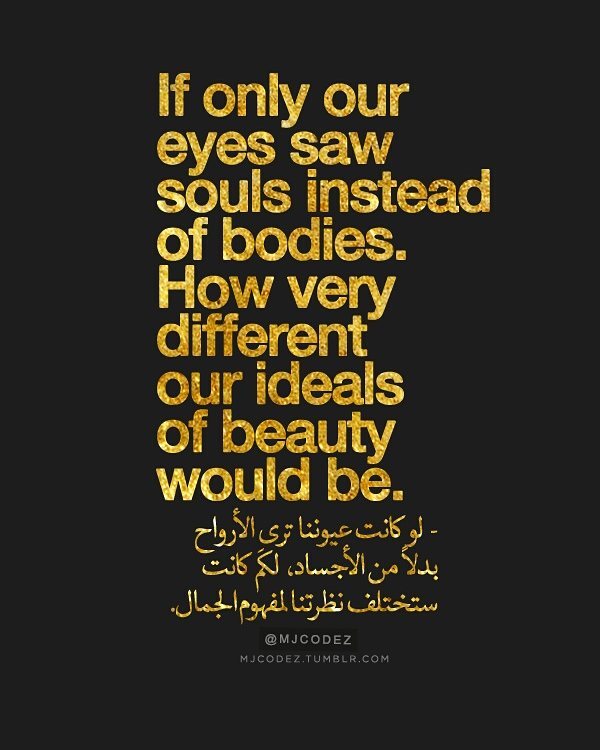 If only our
eyes saw
souls instead
of bodies.
How very
different
our ideals
of beauty
would be.
- لو كانت عيوننا ترى الأرواح
بدلاً من الأجساد، لكَم كانت
ستختلف نظرتنا لمفهوم الجمال.
@MJCODEZ
MJCODEZ.TUMBLR.COM